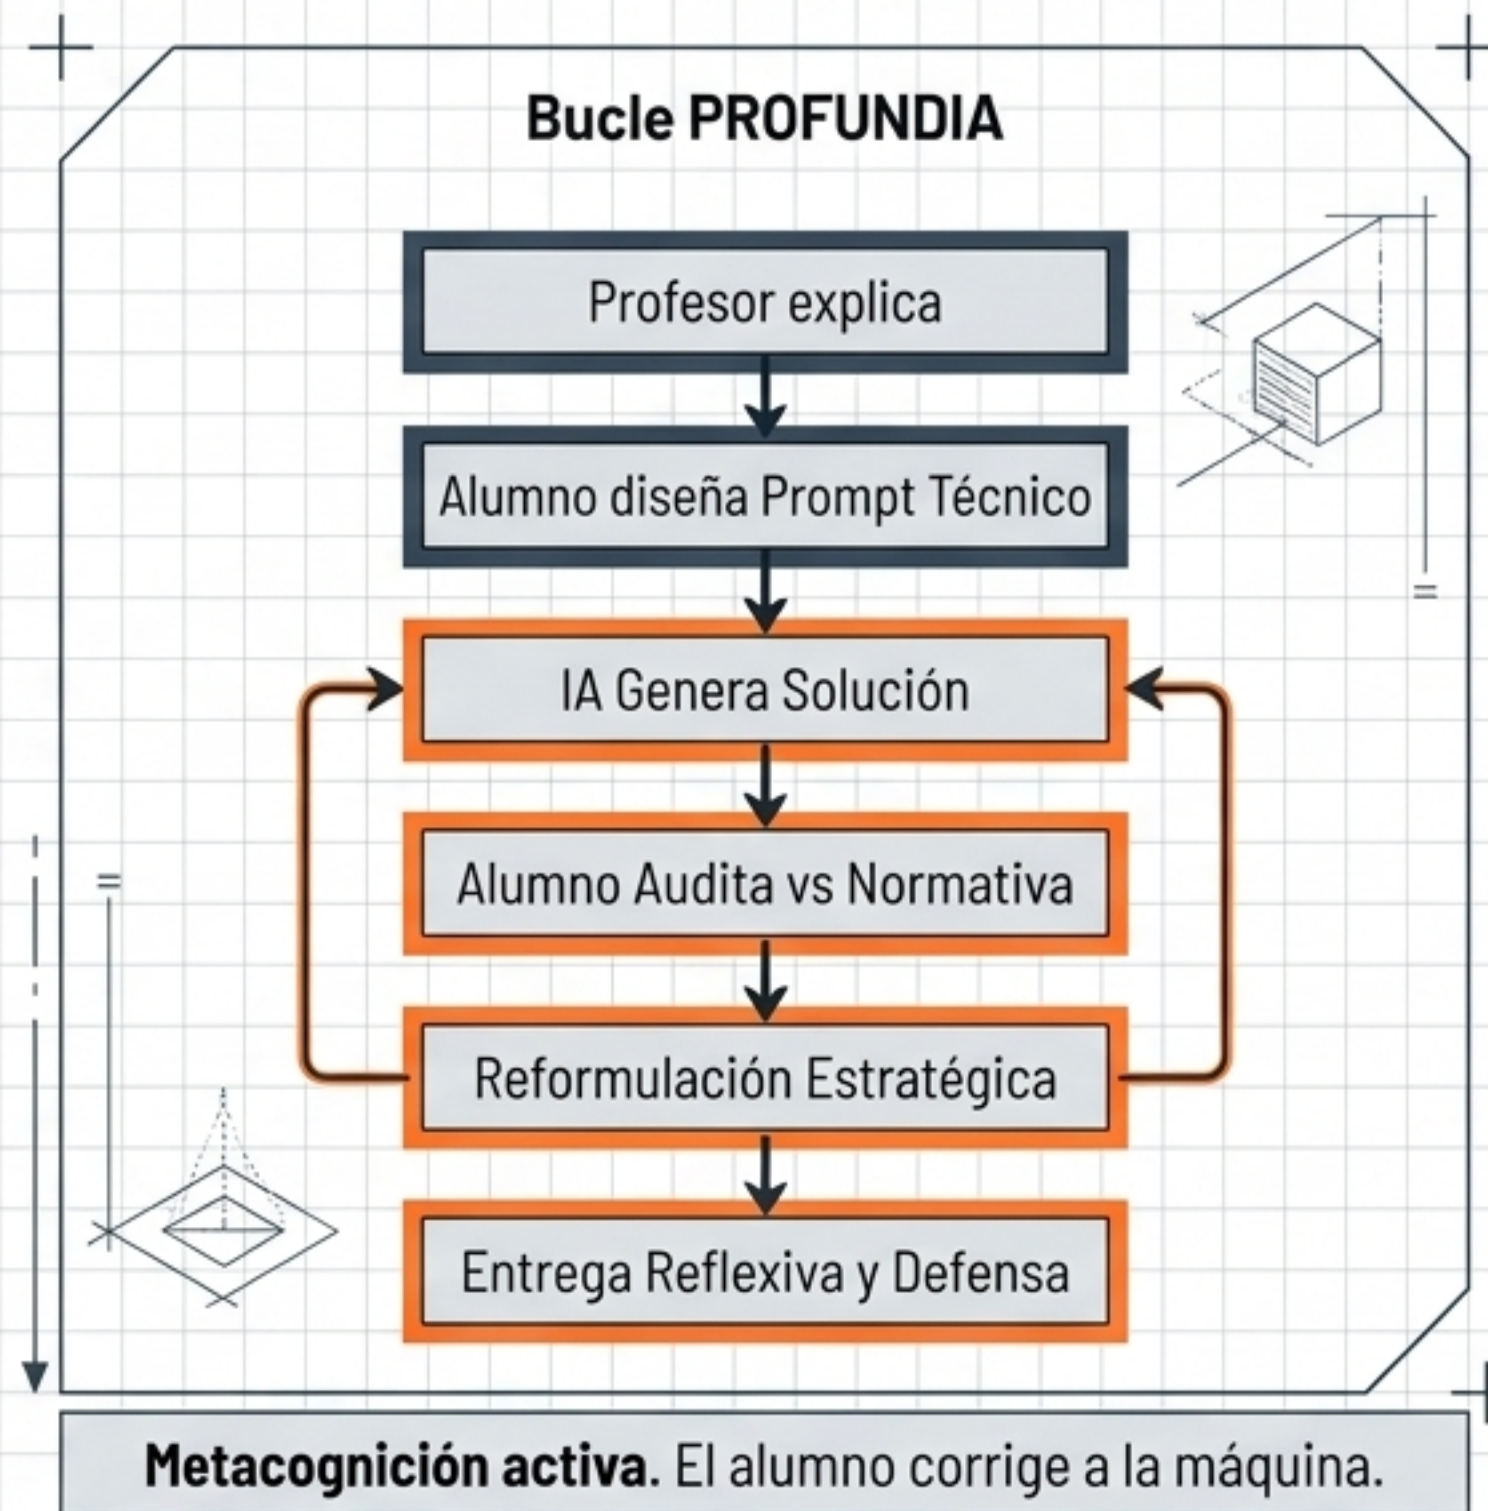 Bucle PROFUNDIA
Profesor explica
Alumno diseña Prompt Técnico
IA Genera Solución
Alumno Audita vs Normativa
Reformulación Estratégica
Entrega Reflexiva y Defensa
Metacognición activa. El alumno corrige a la máquina.